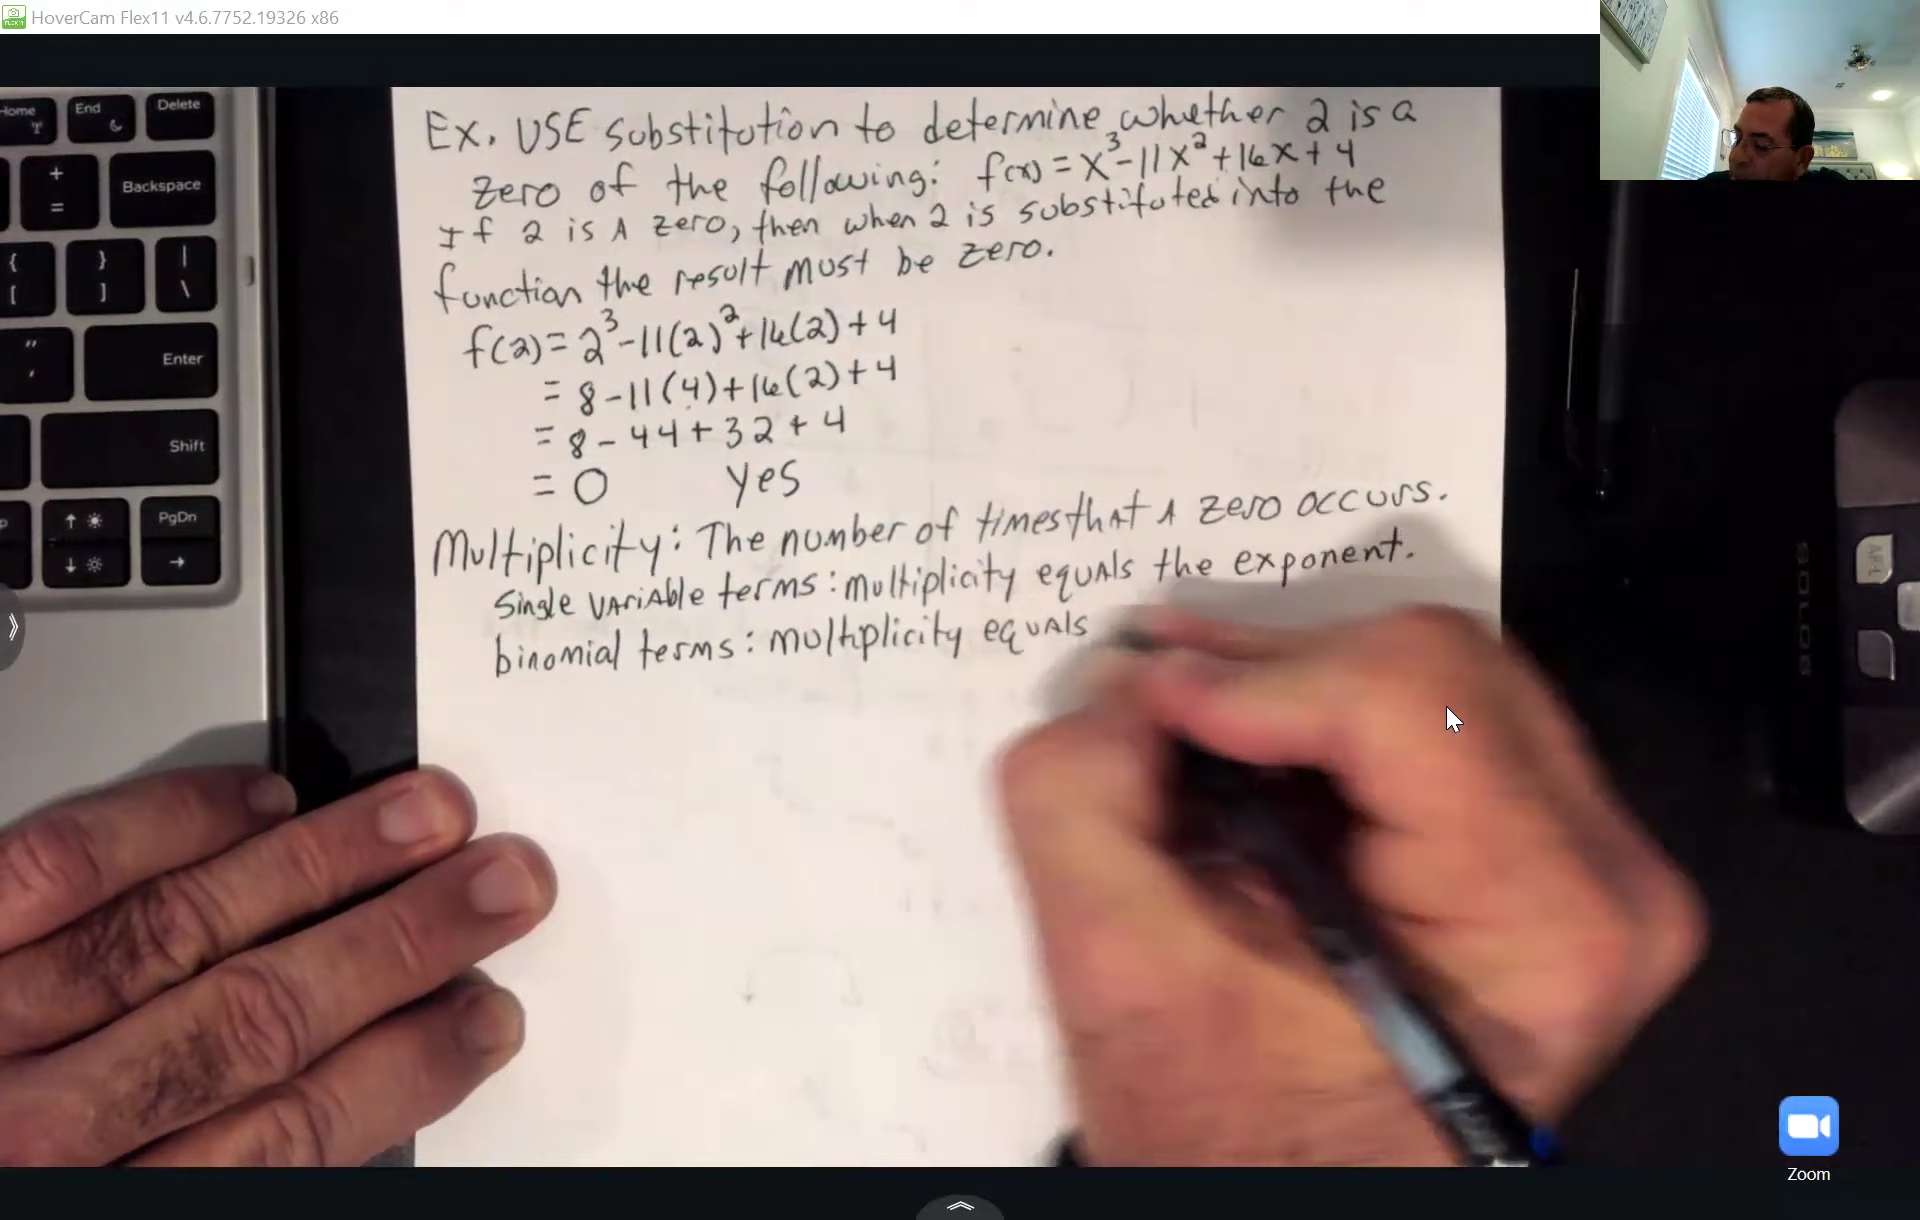 HoverCam Flex11 v4.6.7752.19326 x86
Home
End
Delete
+
=
Backspace
{
[
}
]
|
\
"
'
Enter
Shift
PgDn
Ex. USE substitution to determine whether 2 is a
zero of the following: f(x) = x³ - 11x² + 16x + 4
If 2 is A zero, then when 2 is substituted into the
function the result must be zero.
f(2) = 2³ - 11(2)² + 16(2) + 4
= 8 - 11(4) + 16(2) + 4
= 8 - 44 + 32 + 4
= 0 yes
Multiplicity: The number of times that A zero occurs.
Single variable terms: multiplicity equals the exponent.
binomial terms: multiplicity equals
Zoom